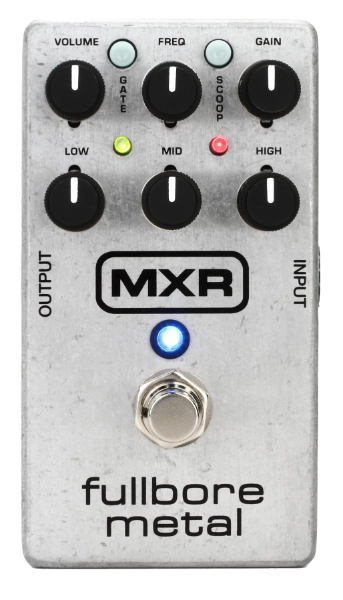 VOLUME FREQ GAIN
GATE
SCOOP
LOW MID HIGH
OUTPUT
INPUT
MXR
fullbore
metal